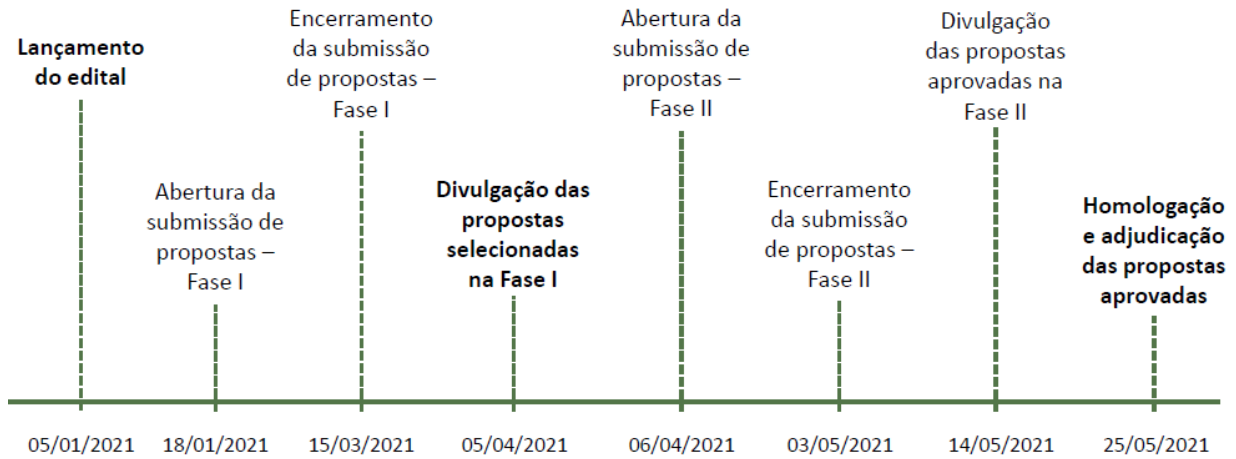 Lançamento
do edital
Abertura da
submissão de
propostas –
Fase I
Encerramento
da submissão
de propostas –
Fase I
Divulgação das
propostas
selecionadas
na Fase I
Abertura da
submissão de
propostas –
Fase II
Encerramento
da submissão
de propostas –
Fase II
Divulgação
das propostas
aprovadas na
Fase II
Homologação
e adjudicação
das propostas
aprovadas
05/01/2021
18/01/2021
15/03/2021
05/04/2021
06/04/2021
03/05/2021
14/05/2021
25/05/2021